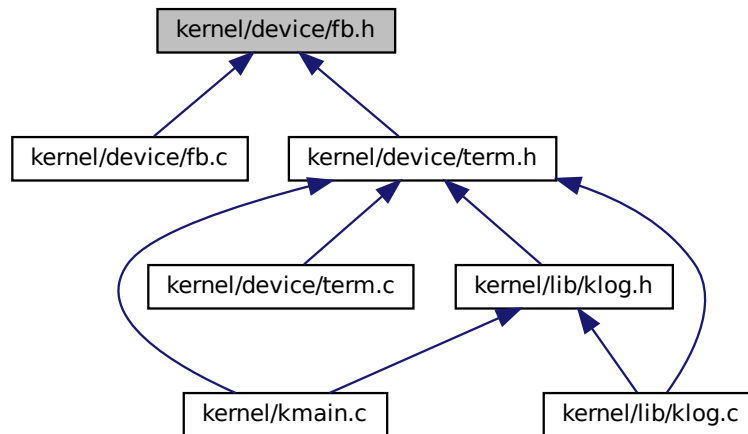 kernel/device/fb.h
kernel/device/fb.c
kernel/device/term.h
kernel/device/term.c
kernel/lib/klog.h
kernel/kmain.c
kernel/lib/klog.c